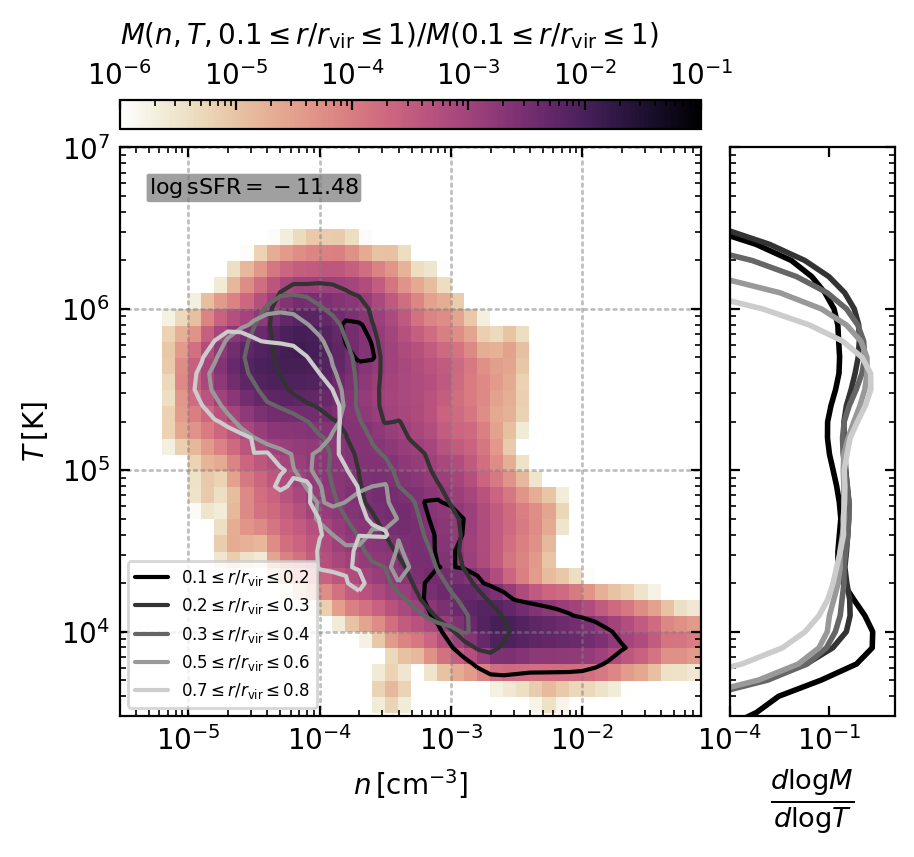 M(n, T, 0.1 ≤ r/r_vir ≤ 1)/M(0.1 ≤ r/r_vir ≤ 1)
10^−6 10^−5 10^−4 10^−3 10^−2 10^−1
10^7
log sSFR = −11.48
10^6
10^5
10^4
T [K]
0.1 ≤ r/r_vir ≤ 0.2
0.2 ≤ r/r_vir ≤ 0.3
0.3 ≤ r/r_vir ≤ 0.4
0.5 ≤ r/r_vir ≤ 0.6
0.7 ≤ r/r_vir ≤ 0.8
10^−5 10^−4 10^−3 10^−2 10^−4 10^−1
n [cm^−3]
dlogM
dlogT